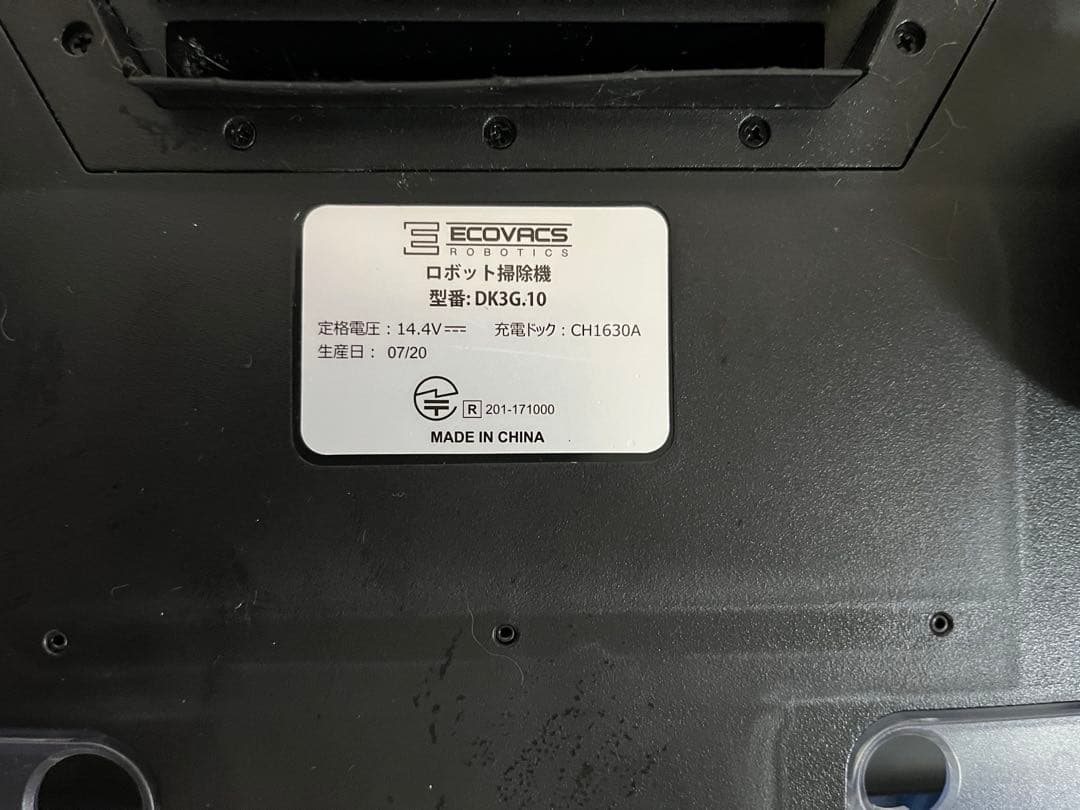 ECOVACS
ROBOTICS
ロボット掃除機
型番: DK3G.10
定格電圧 : 14.4V 充電ドック : CH1630A
生産日 : 07/20
R 201-171000
MADE IN CHINA